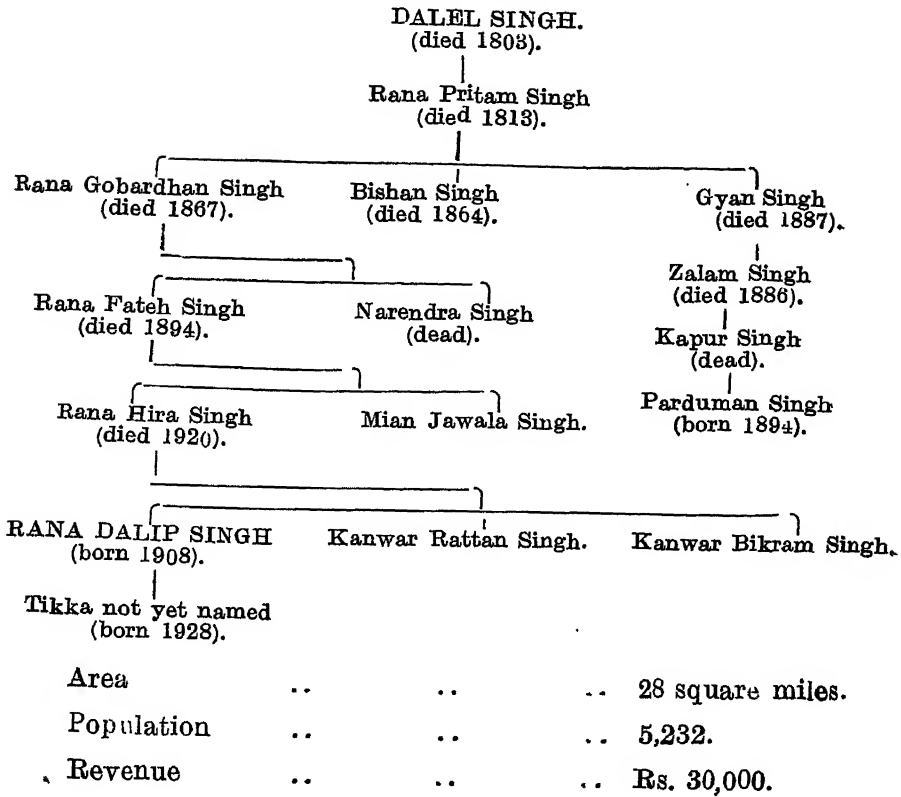 DALEL SINGH.
(died 1803).
Rana Pritam Singh
(died 1813).
Rana Gobardhan Singh
(died 1867).
Bishan Singh
(died 1864).
Gyan Singh
(died 1887).
Zalam Singh
(died 1886).
Rana Fateh Singh
(died 1894).
Narendra Singh
(dead).
Kapur Singh
(dead).
Parduman Singh
(born 1894).
Rana Hira Singh
(died 1920).
Mian Jawala Singh.
RANA DALIP SINGH
(born 1908).
Kanwar Rattan Singh.
Kanwar Bikram Singh.
Tikka not yet named
(born 1928).
Area .. .. .. 28 square miles.
Population .. .. .. 5,232.
Revenue .. .. .. Rs. 30,000.